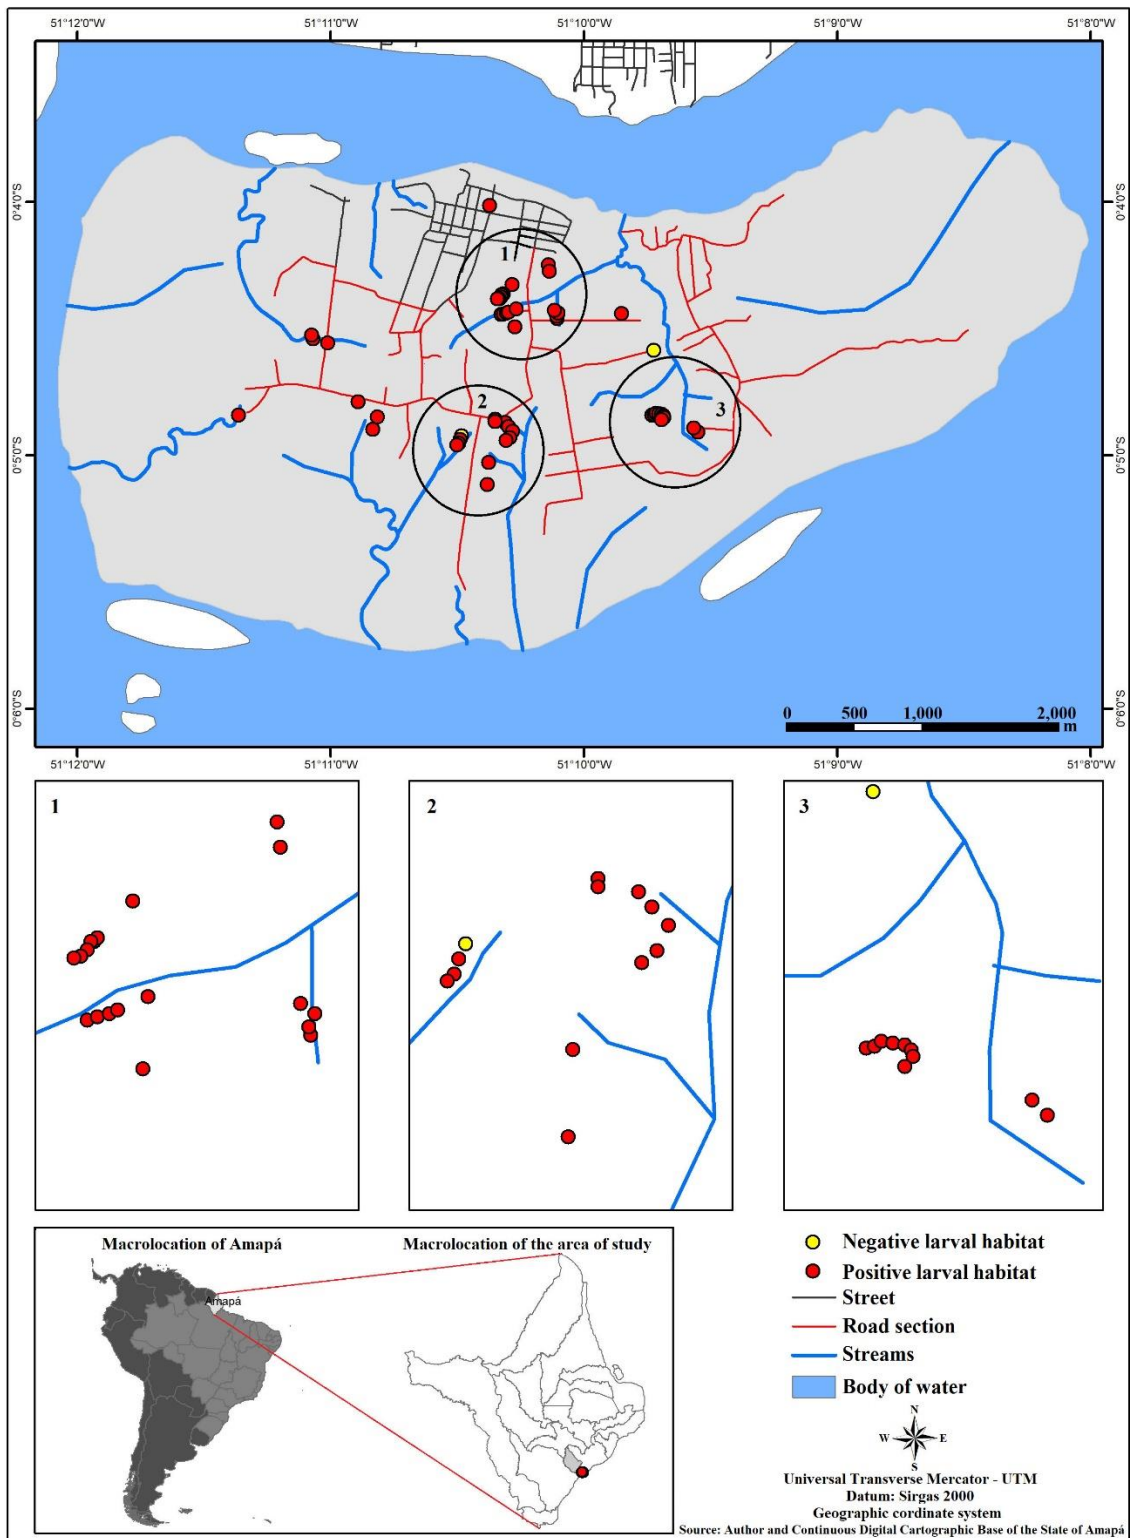 51°12'0"W 51°11'0"W 51°10'0"W 51°9'0"W 51°8'0"W
0°4'0"S 0°4'0"S
1
2
3
0°5'0"S 0°5'0"S
0°6'0"S 0°6'0"S
0 500 1,000 2,000
m
51°12'0"W 51°11'0"W 51°10'0"W 51°9'0"W 51°8'0"W
1 2 3
Macrolocation of Amapá Macrolocation of the area of study
Amapá
Negative larval habitat
Positive larval habitat
Street
Road section
Streams
Body of water
N
W E
S
Universal Transverse Mercator - UTM
Datum: Sirgas 2000
Geographic cordinate system
Source: Author and Continuous Digital Cartographic Base of the State of Amapá